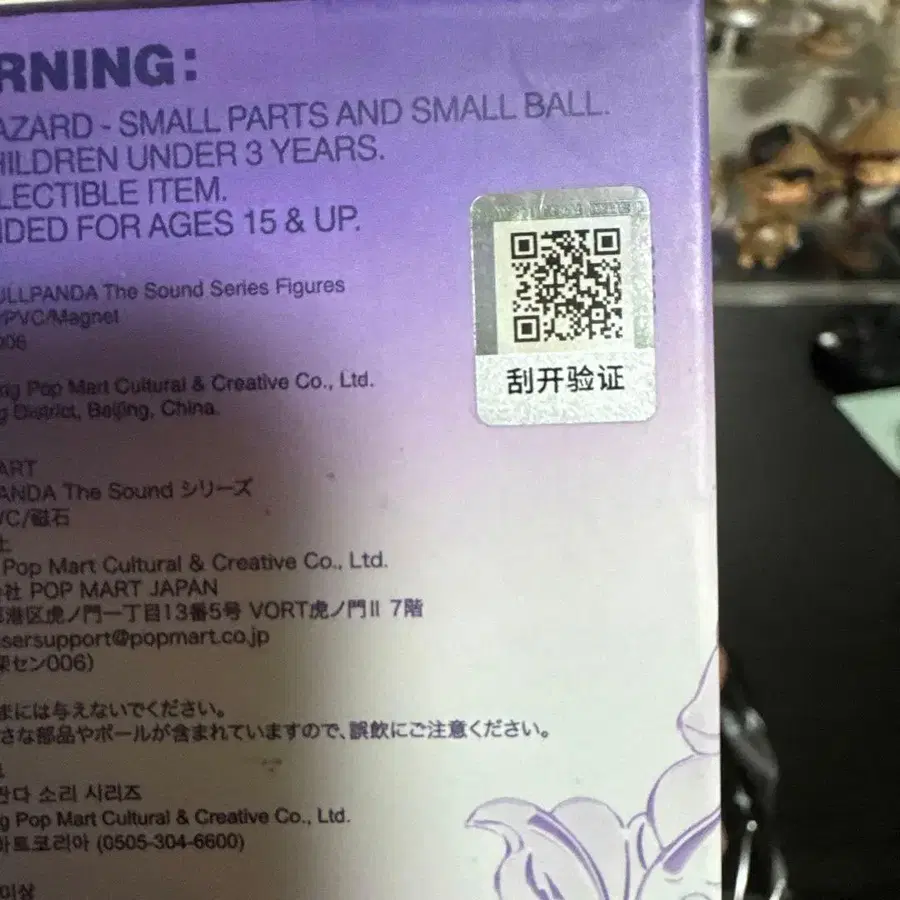 RNING:
AZARD - SMALL PARTS AND SMALL BALL.
HILDREN UNDER 3 YEARS.
LECTIBLE ITEM.
DED FOR AGES 15 & UP.
刮开验证
ULLPANDA The Sound Series Figures
PVC/Magnet
006
ng Pop Mart Cultural & Creative Co., Ltd.
g District, Beijing, China.
ART
ANDA The Sound シリーズ
VC/磁石
Pop Mart Cultural & Creative Co., Ltd.
社 POP MART JAPAN
港区虎ノ門一丁目13番5号 VORT虎ノ門II 7階
sersupport@popmart.co.jp
セン006)
まには与えないでください。
さな部品やボールが含まれていますので、誤飲にご注意ください。
판다 소리 시리즈
g Pop Mart Cultural & Creative Co., Ltd.
마트코리아 (0505-304-6600)
이상